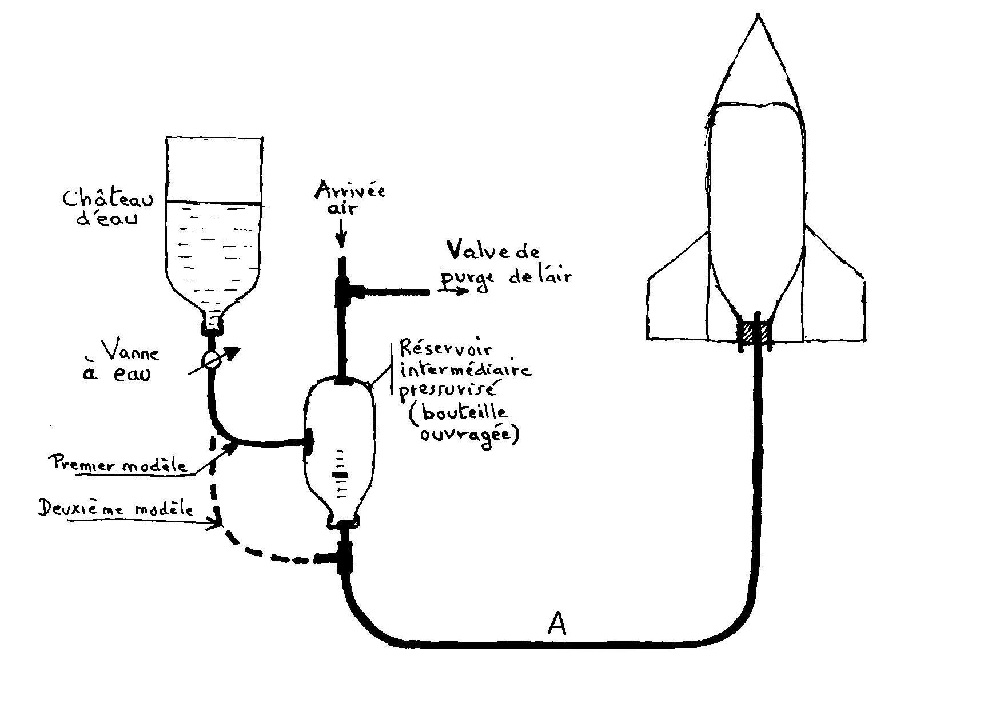 Château
d'eau
Arrivée
air
Valve de
purge de l'air
Vanne
à eau
Réservoir
intermédiaire
pressurisé
(bouteille
ouvragée)
Premier modèle
Deuxième modèle
A